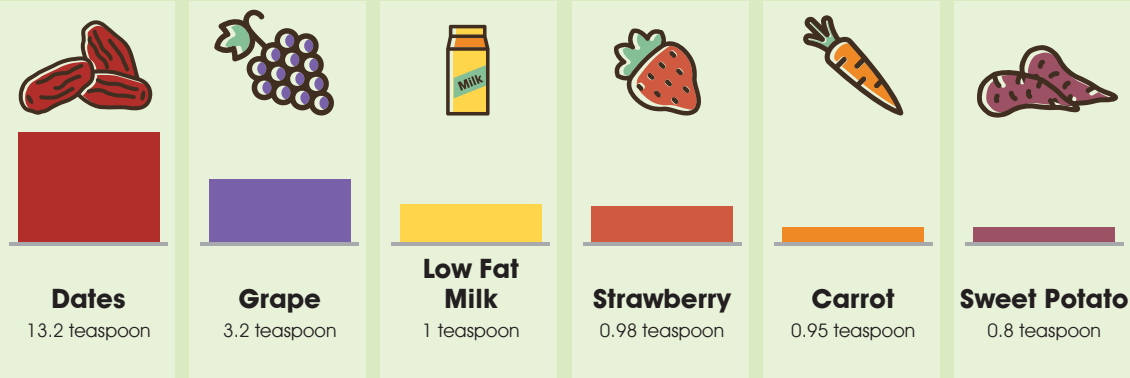 Milk
Dates
13.2 teaspoon
Grape
3.2 teaspoon
Low Fat
Milk
1 teaspoon
Strawberry
0.98 teaspoon
Carrot
0.95 teaspoon
Sweet Potato
0.8 teaspoon